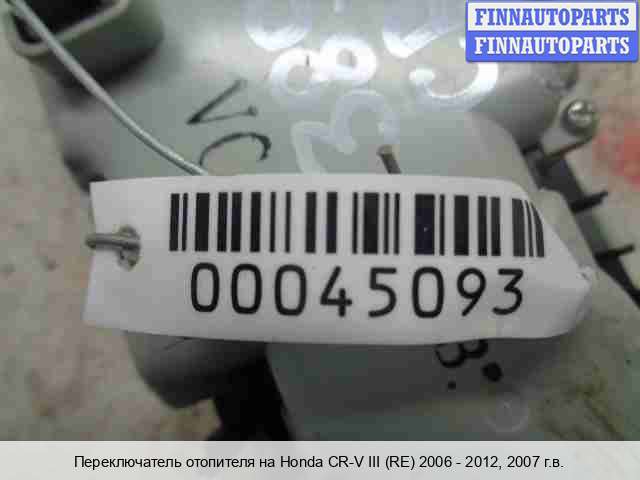 FINNAUTOPARTS
FINNAUTOPARTS
VC
00045093
Переключатель отопителя на Honda CR-V III (RE) 2006 - 2012, 2007 г.в.